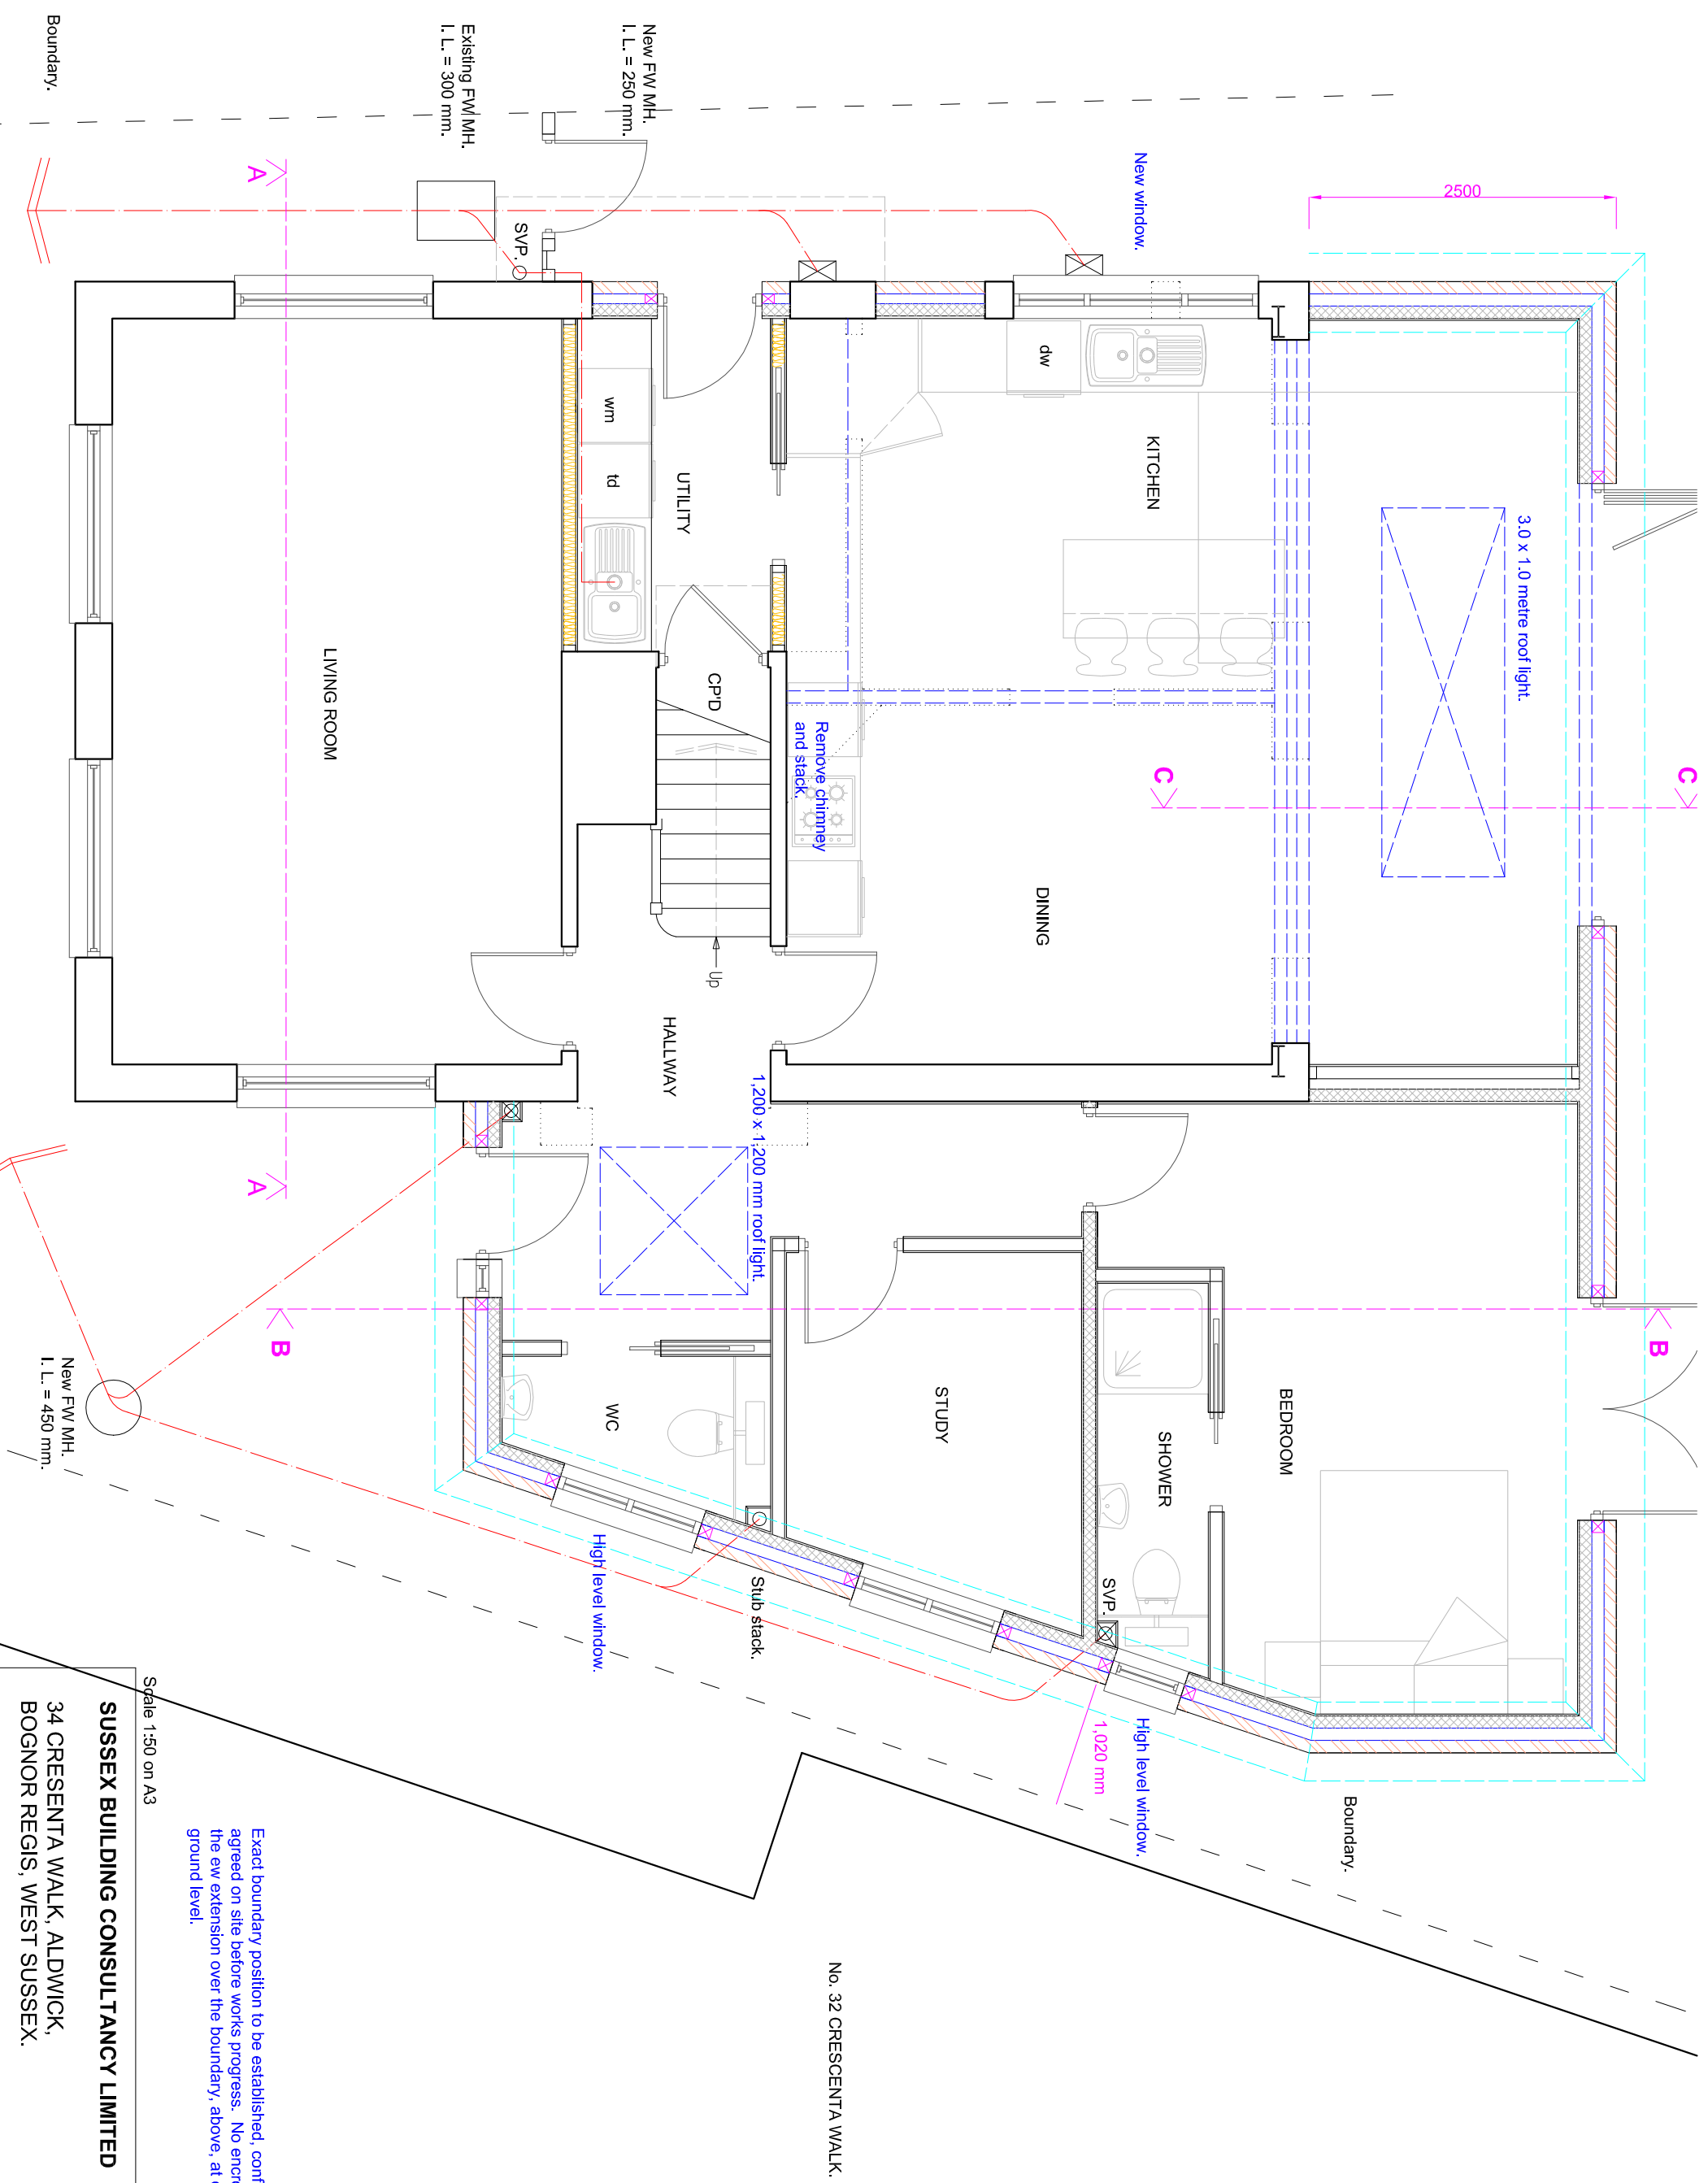 Boundary.
Existing FW MH.
I. L. = 300 mm.
New FW MH.
I. L. = 250 mm.
New window.
2500
A
SVP.
dw
KITCHEN
3.0 x 1.0 metre roof light.
wm
td
UTILITY
LIVING ROOM
CP'D
Remove chimney
and stack.
C
C
DINING
Up
HALLWAY
1,200 x 1,200 mm roof light.
A
B
B
New FW MH.
I. L. = 450 mm.
WC
STUDY
SHOWER
BEDROOM
High level window.
Stub stack.
SVP.
1,020 mm
High level window.
Boundary.
Scale 1:50 on A3
SUSSEX BUILDING CONSULTANCY LIMITED
34 CRESENTA WALK, ALDWICK,
BOGNOR REGIS, WEST SUSSEX.
Exact boundary position to be established, conf
agreed on site before works progress. No encr
the ew extension over the boundary, above, at
ground level.
No. 32 CRESCENTA WALK.